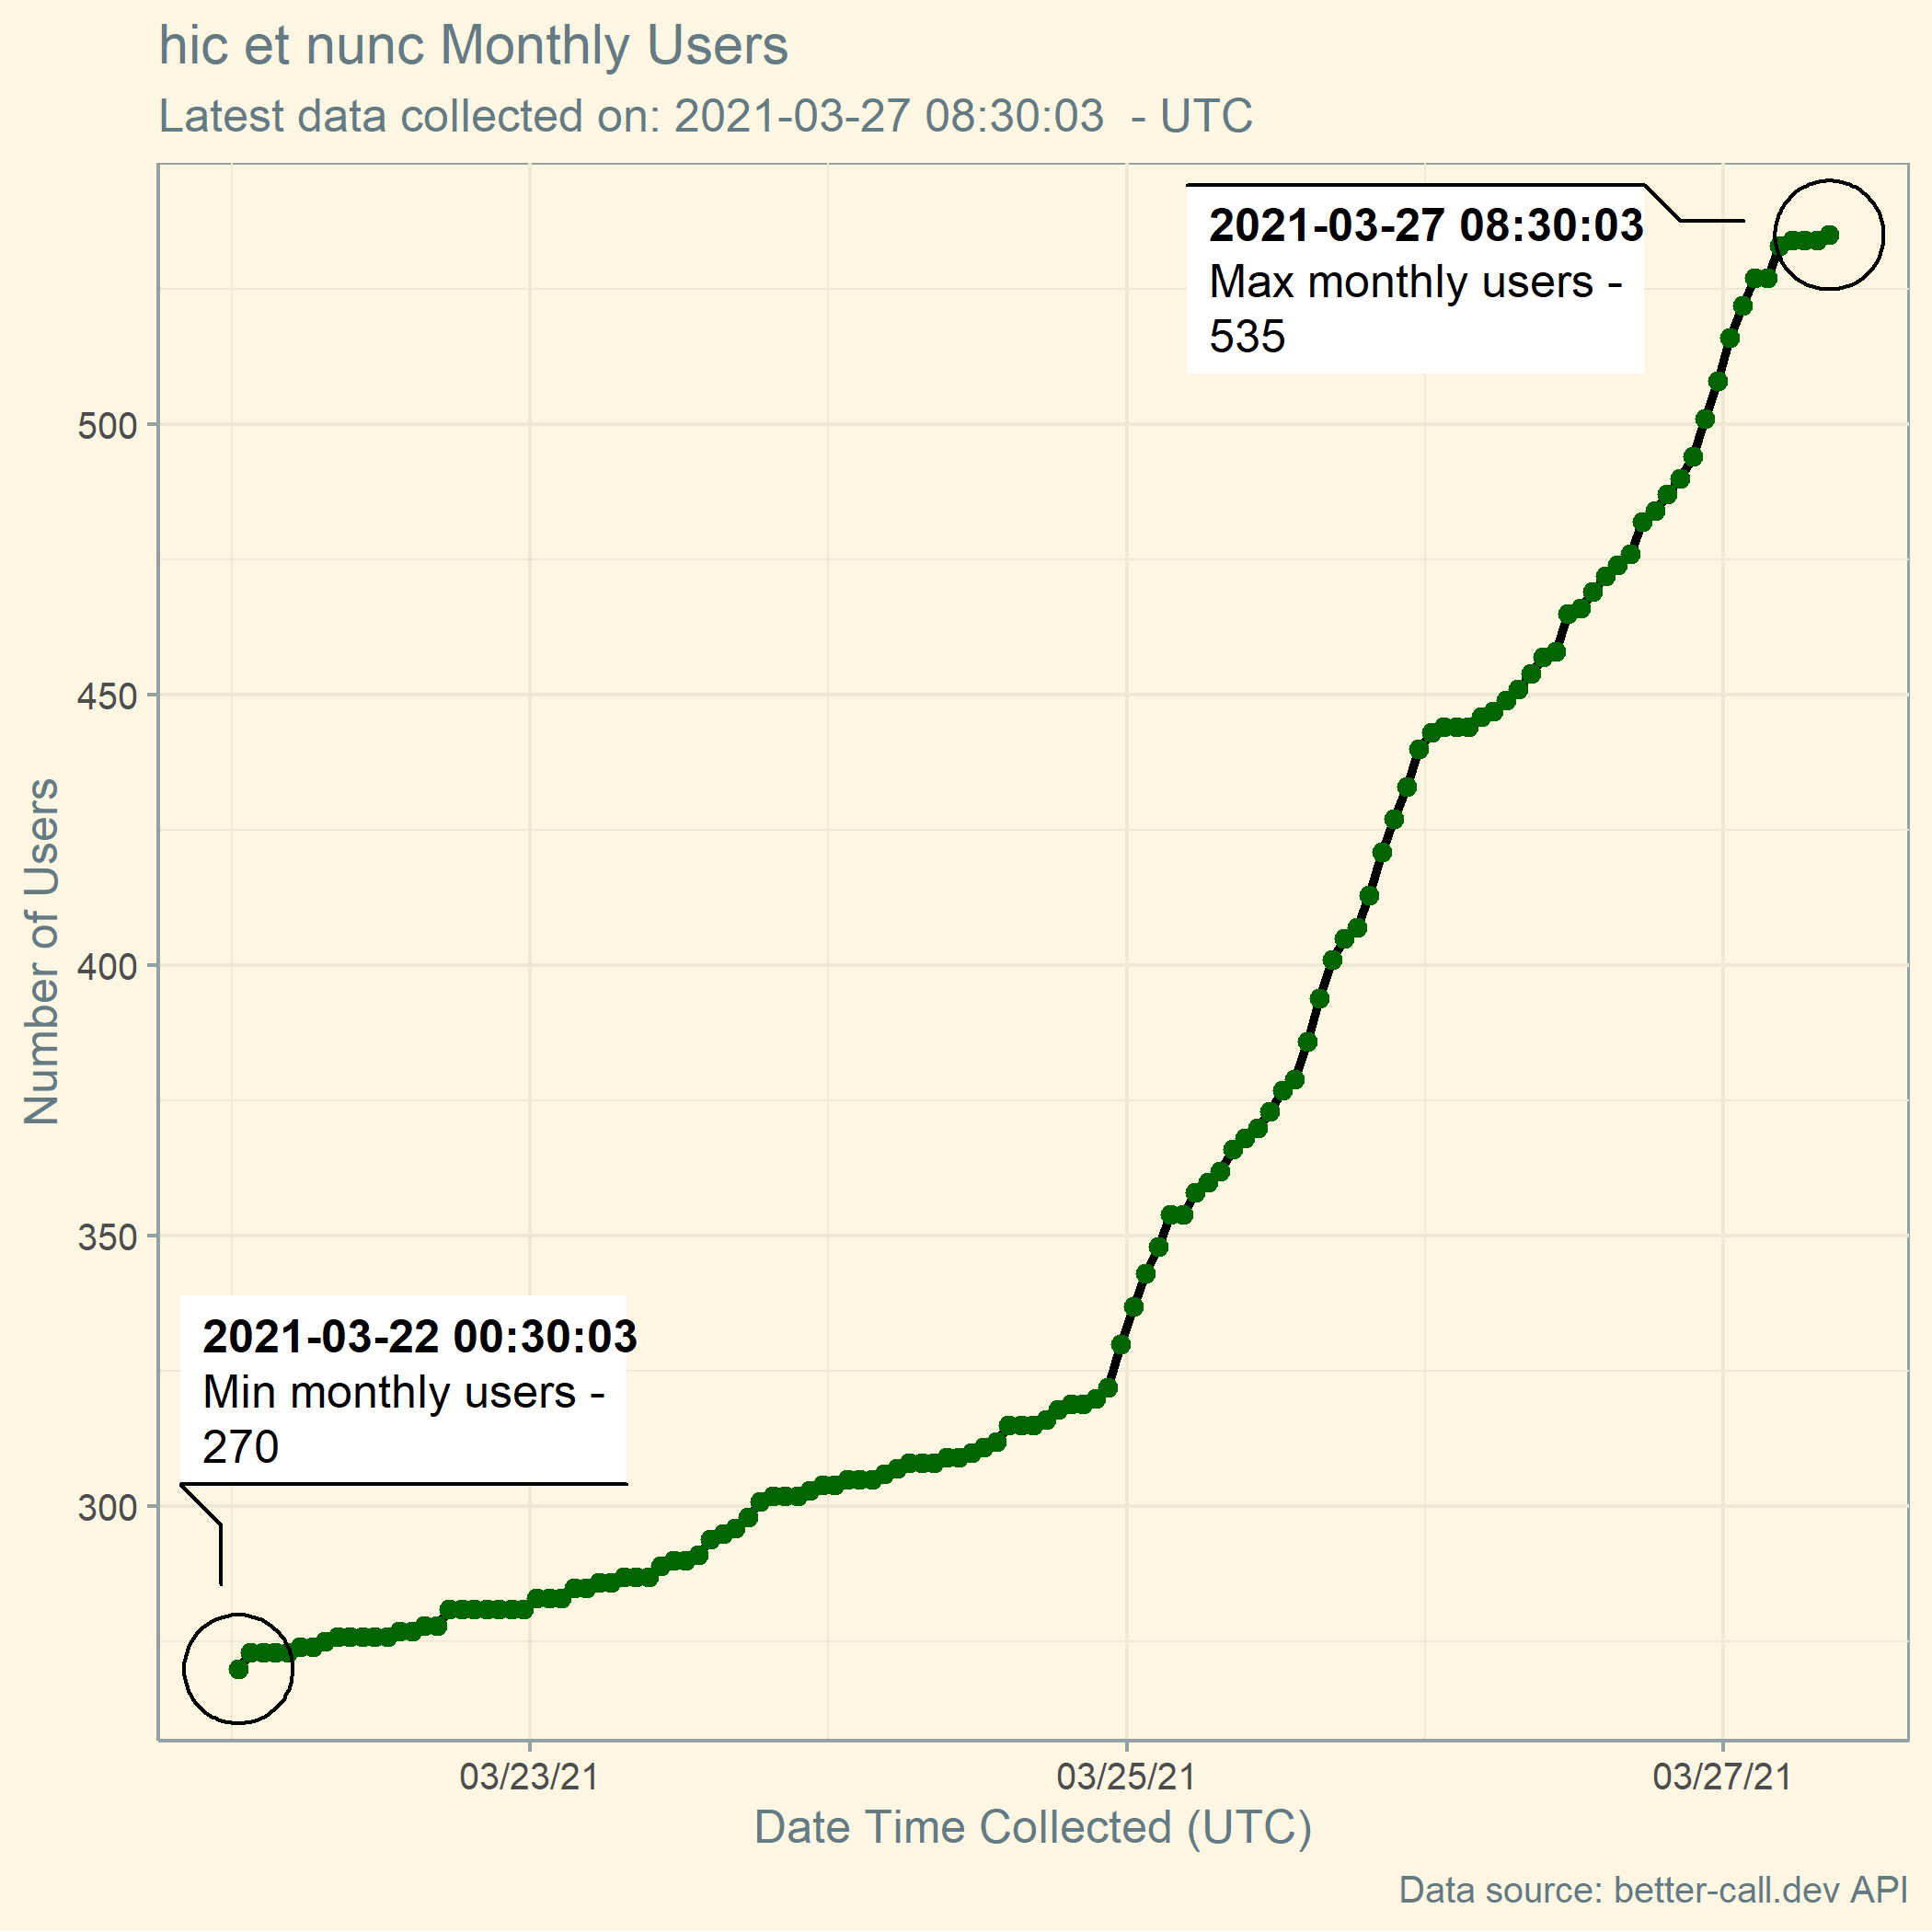 hic et nunc Monthly Users
Latest data collected on: 2021-03-27 08:30:03  - UTC
2021-03-27 08:30:03
Max monthly users -
535
500
450
400
350
300
Number of Users
2021-03-22 00:30:03
Min monthly users -
270
03/23/21
03/25/21
03/27/21
Date Time Collected (UTC)
Data source: better-call.dev API